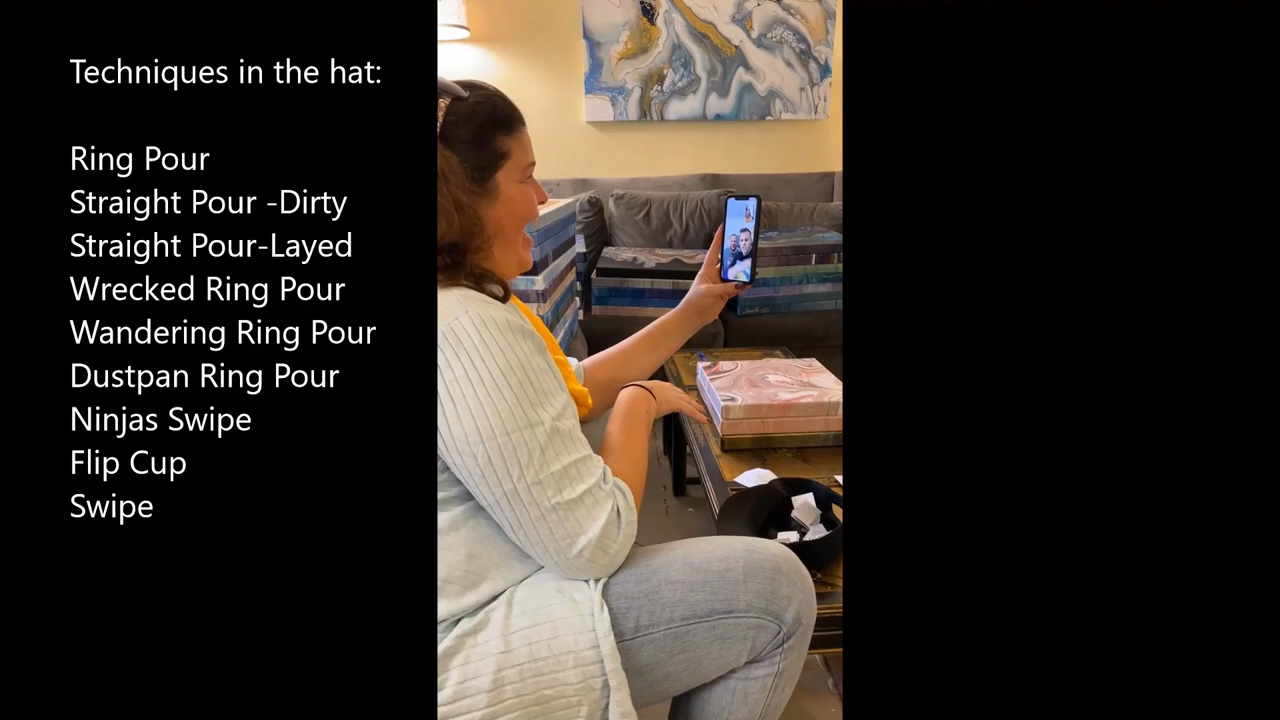 Techniques in the hat:
Ring Pour
Straight Pour -Dirty
Straight Pour-Layed
Wrecked Ring Pour
Wandering Ring Pour
Dustpan Ring Pour
Ninjas Swipe
Flip Cup
Swipe